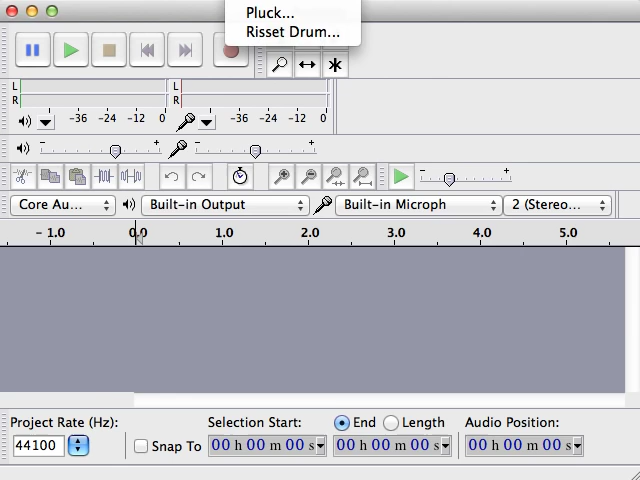 Pluck...
Risset Drum...
L
R
-36 -24 -12 0
L
R
-36 -24 -12 0
- +
- +
- +
Core Au...
Built-in Output
Built-in Microph
2 (Stereo...
- 1.0 0.0 1.0 2.0 3.0 4.0 5.0
Project Rate (Hz):
Selection Start:
End
Length
Audio Position:
44100
Snap To
00 h 00 m 00 s
00 h 00 m 00 s
00 h 00 m 00 s